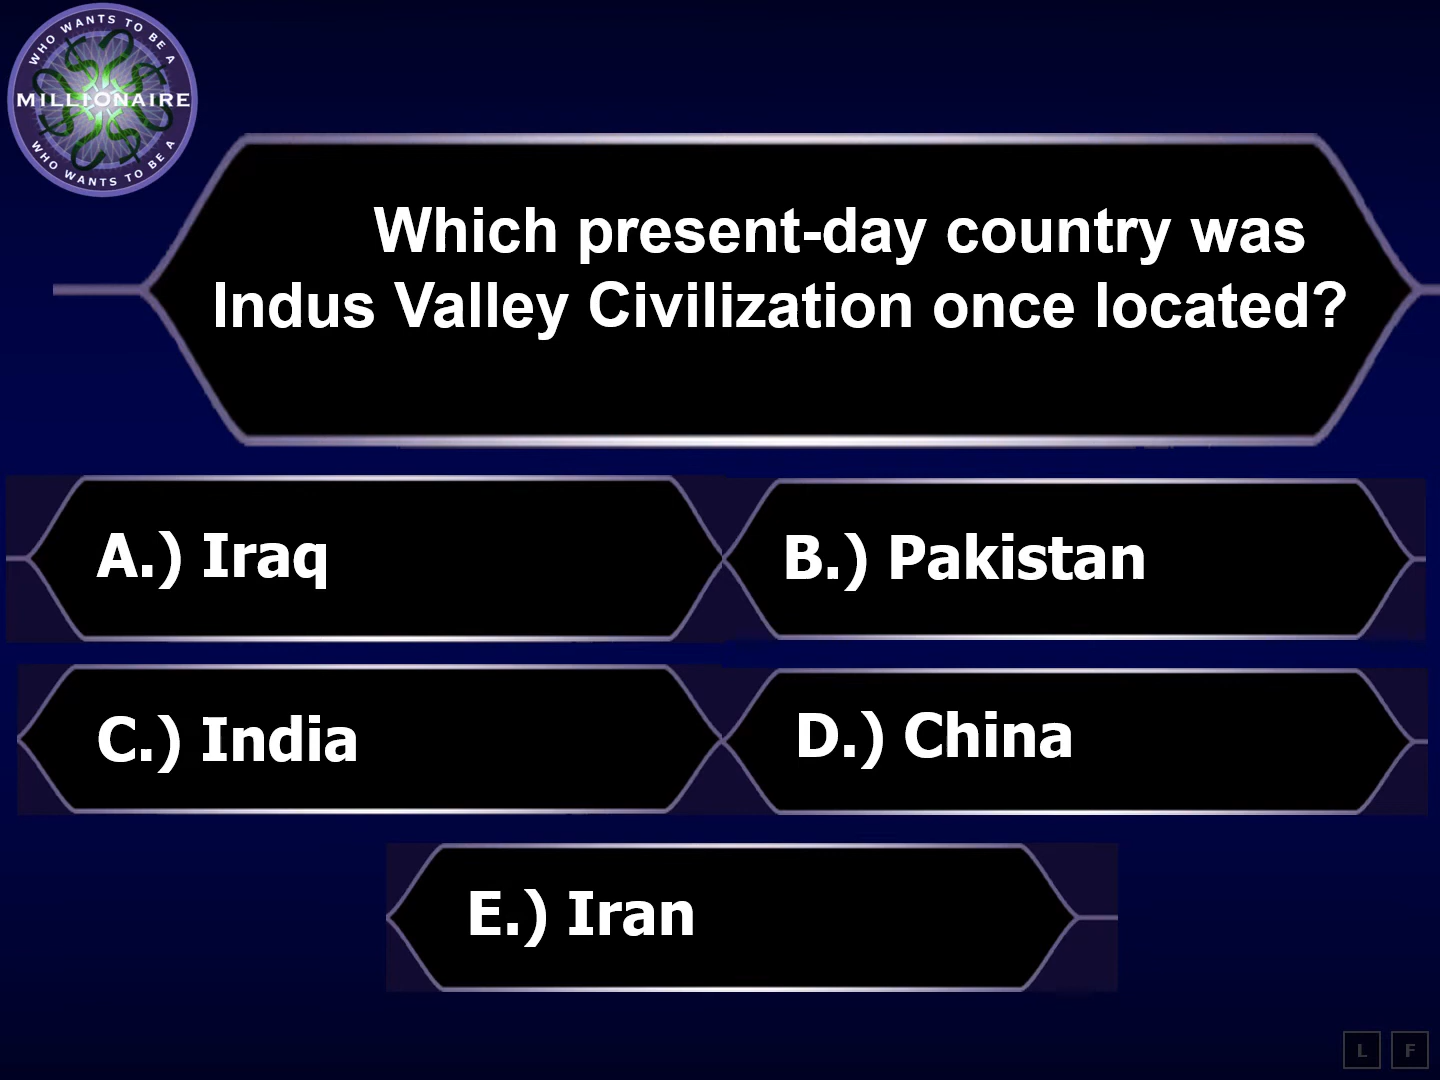 WHO WANTS TO BE A
MILLIONAIRE
WHO WANTS TO BE A
Which present-day country was
Indus Valley Civilization once located?
A.) Iraq
B.) Pakistan
C.) India
D.) China
E.) Iran
L F